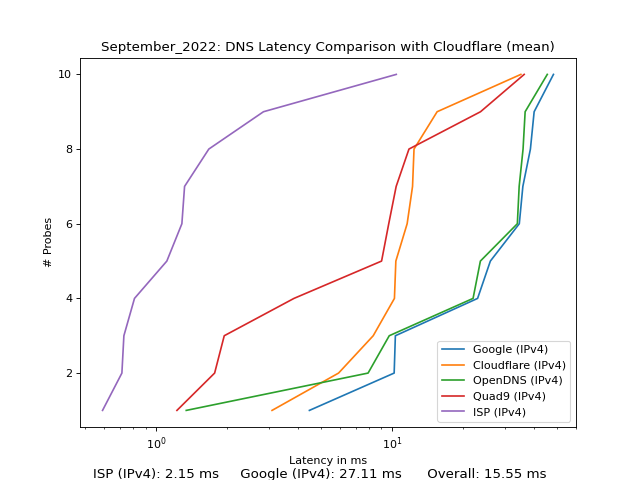 September_2022: DNS Latency Comparison with Cloudflare (mean)
10
8
6
4
2
# Probes
Google (IPv4)
Cloudflare (IPv4)
OpenDNS (IPv4)
Quad9 (IPv4)
ISP (IPv4)
10⁰ 10¹
Latency in ms
ISP (IPv4): 2.15 ms Google (IPv4): 27.11 ms Overall: 15.55 ms